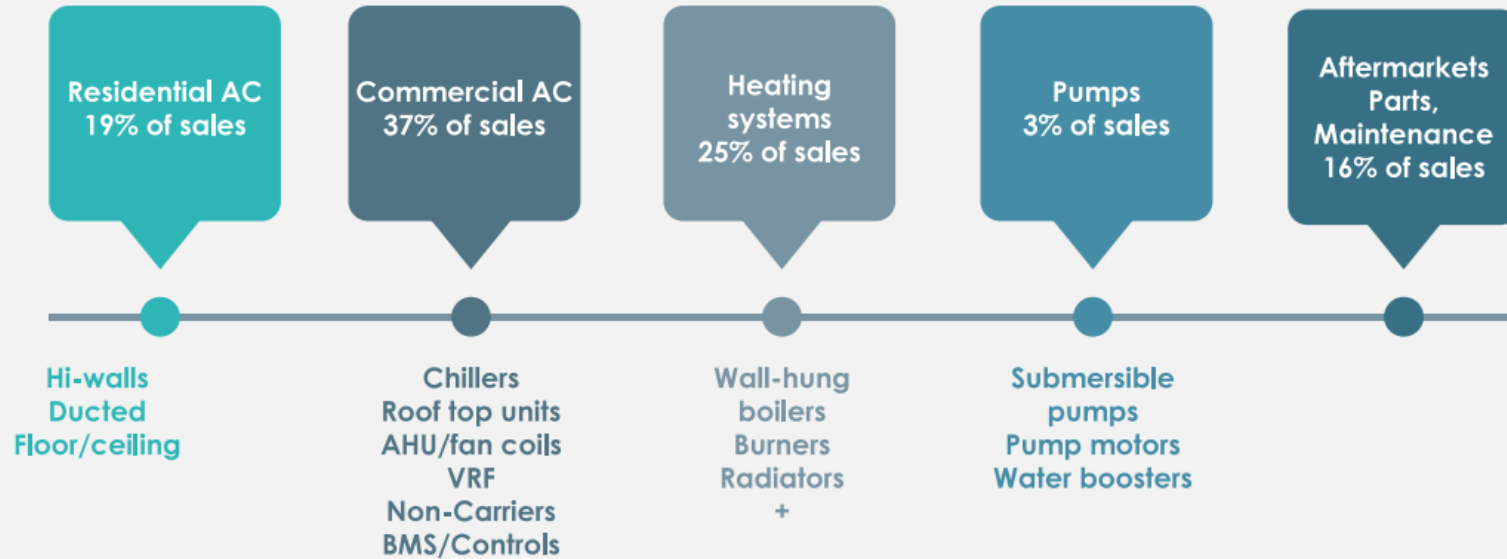 Residential AC
19% of sales
Commercial AC
37% of sales
Heating
systems
25% of sales
Pumps
3% of sales
Aftermarkets
Parts,
Maintenance
16% of sales
Hi-walls
Ducted
Floor/ceiling
Chillers
Roof top units
AHU/fan coils
VRF
Non-Carriers
BMS/Controls
Wall-hung
boilers
Burners
Radiators
+
Submersible
pumps
Pump motors
Water boosters